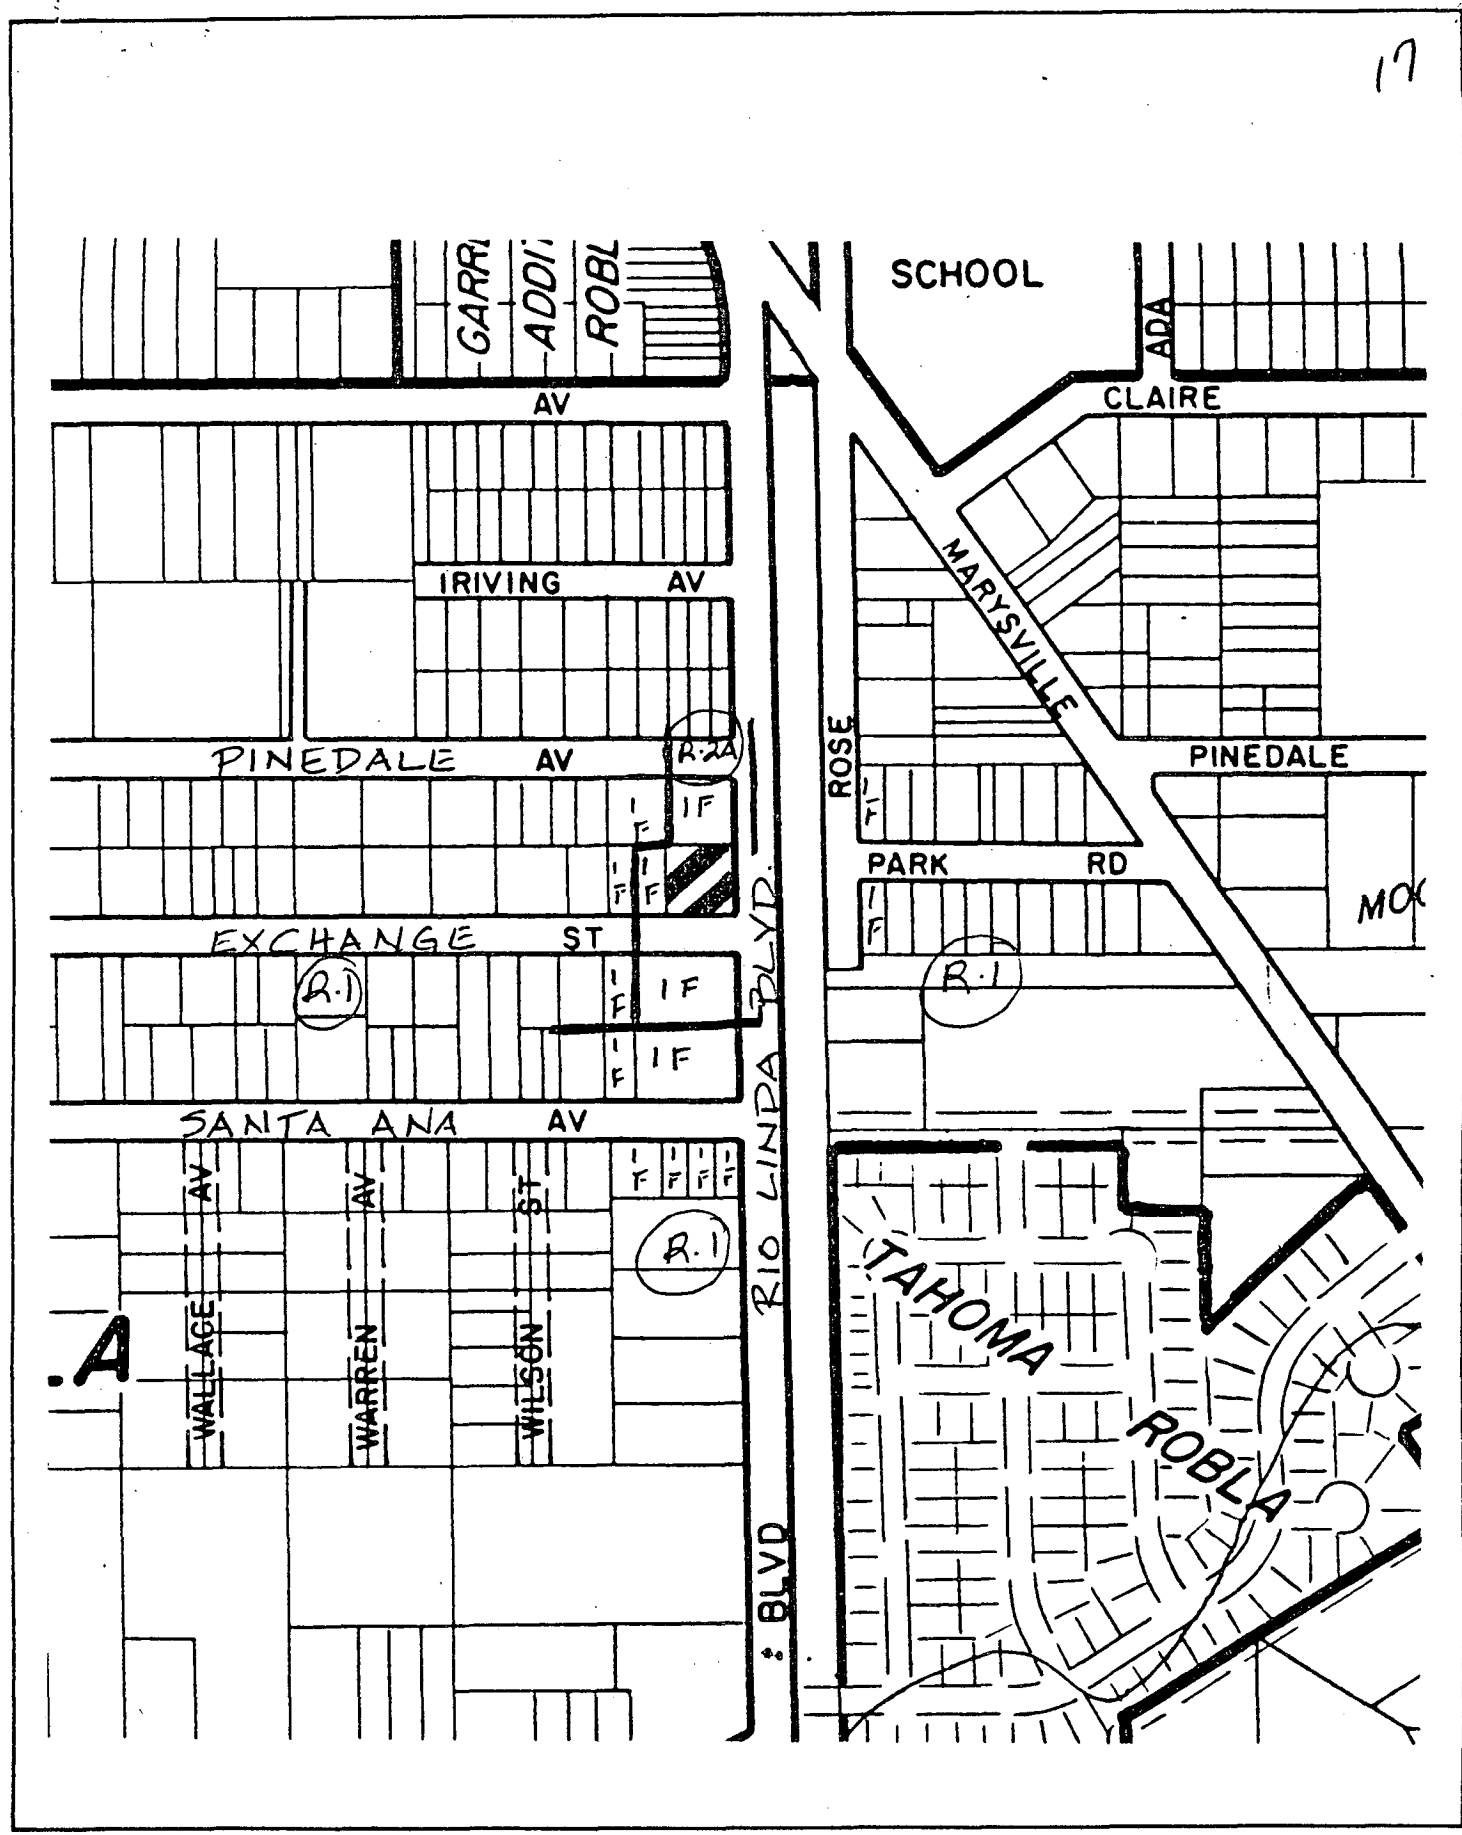 17
GARRI
ADDIT
ROBL
SCHOOL
ADA
AV
CLAIRE
IRIVING AV
MARYSVILLE
ROSE
R-2A
PINEDALE AV
PINEDALE
1F
1F
1F
1F
1F
PARK RD
1F
MOO
EXCHANGE ST
R-1
1F
1F
R-1
1F
1F
SANTA ANA AV
RIO LINDA BLVD.
1F
1F
1F
1F
WALLACE AV
WARREN AV
WILSON ST
R-1
.A
TAHOMA
ROBLA
BLVD